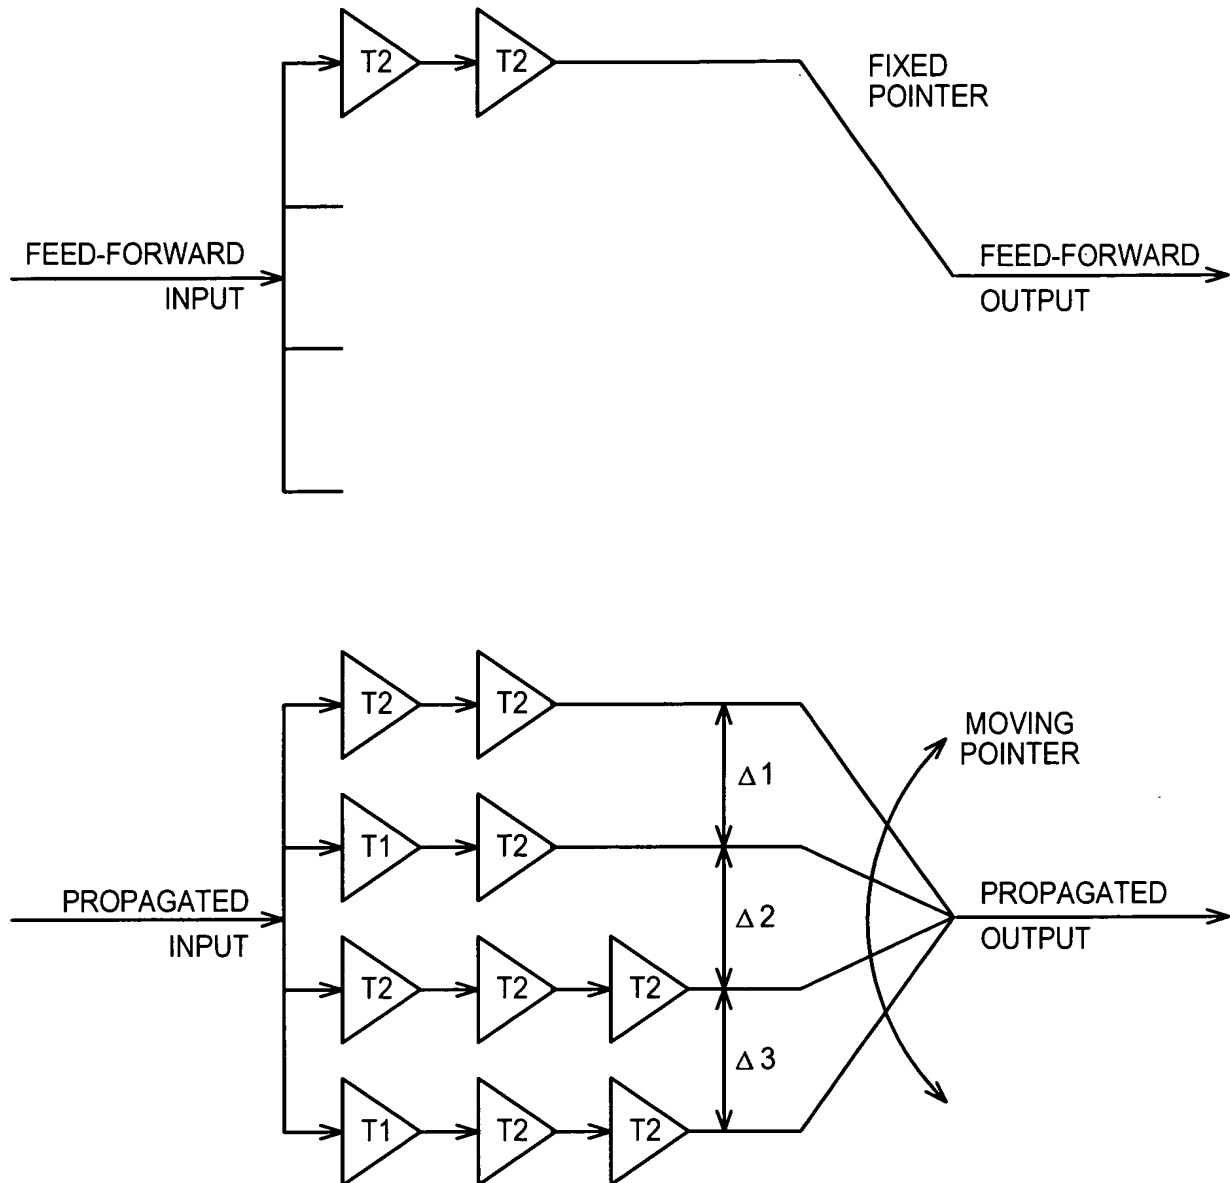 T2 T2
FIXED
POINTER
FEED-FORWARD
INPUT
FEED-FORWARD
OUTPUT
T2 T2
Δ1
MOVING
POINTER
T1 T2
PROPAGATED
INPUT
Δ2
PROPAGATED
OUTPUT
T2 T2 T2
Δ3
T1 T2 T2